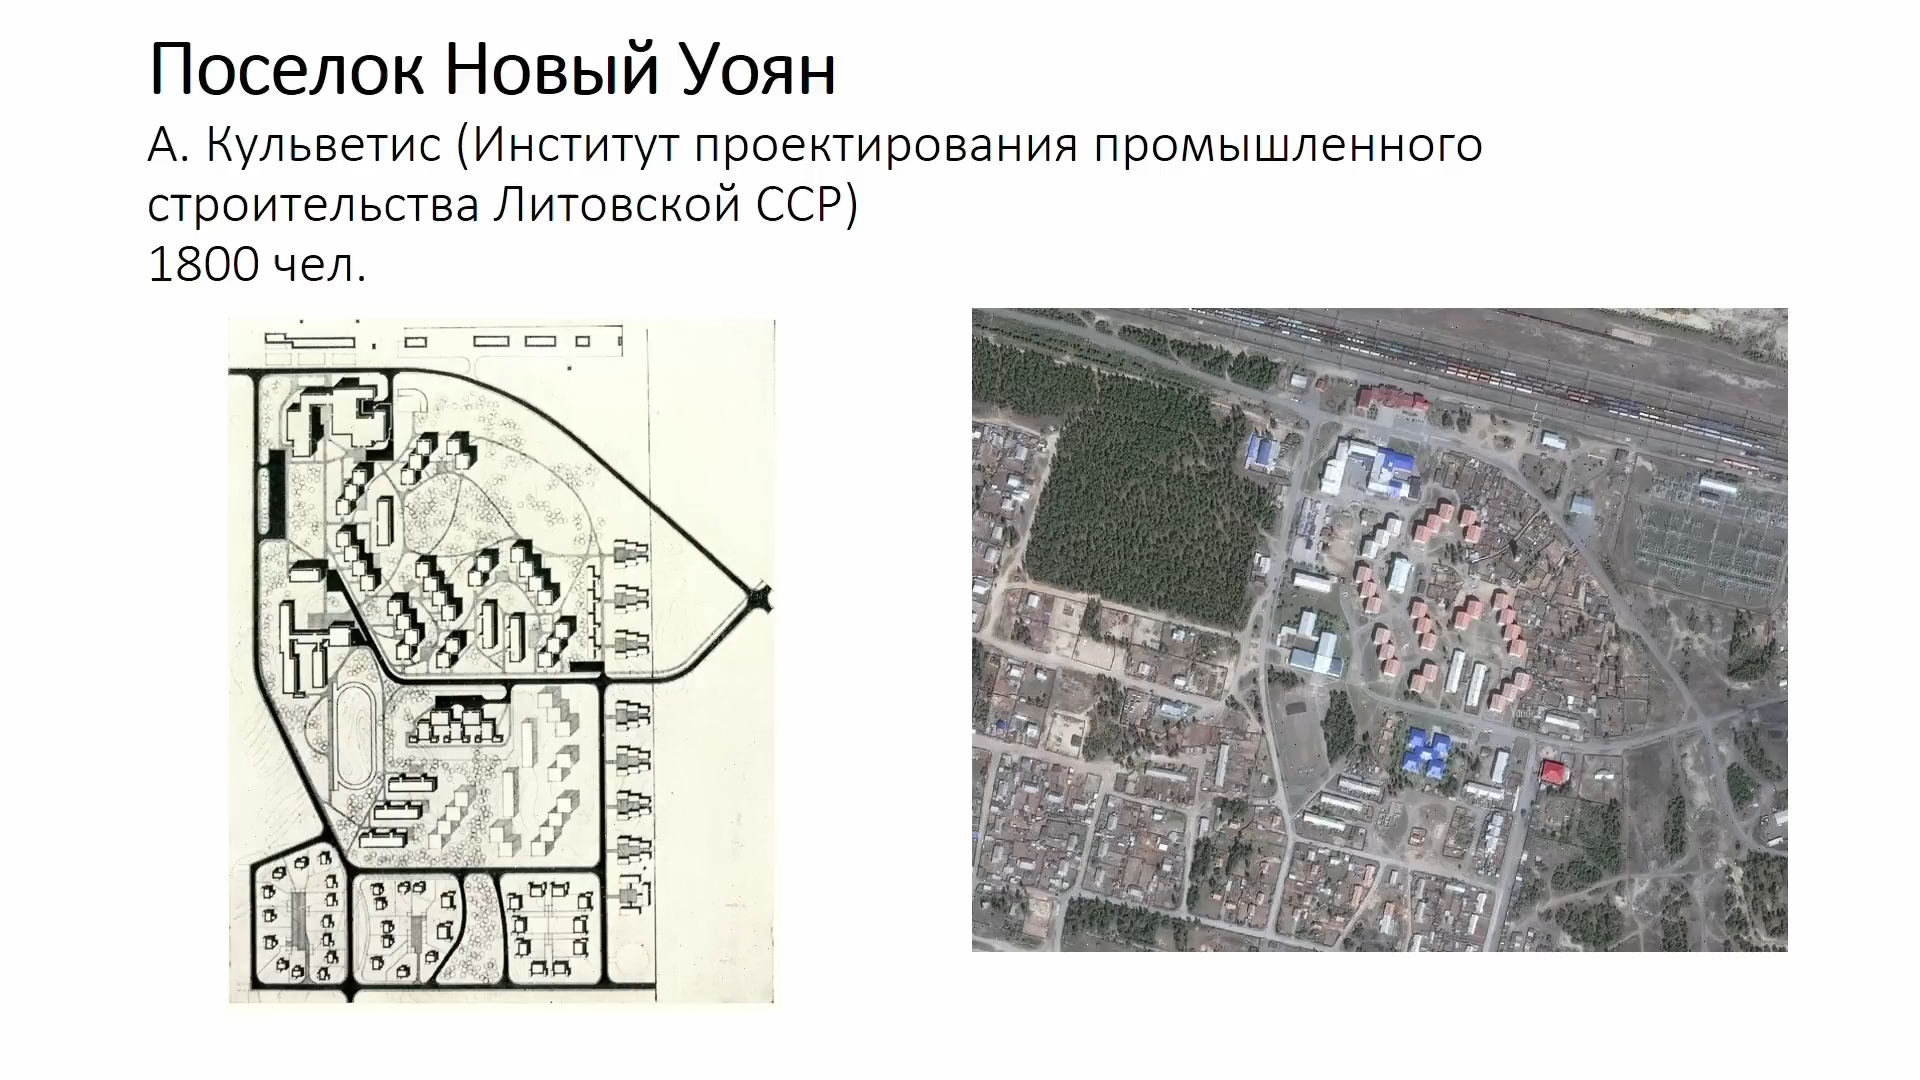 Поселок Новый Уоян
А. Кульветис (Институт проектирования промышленного
строительства Литовской ССР)
1800 чел.